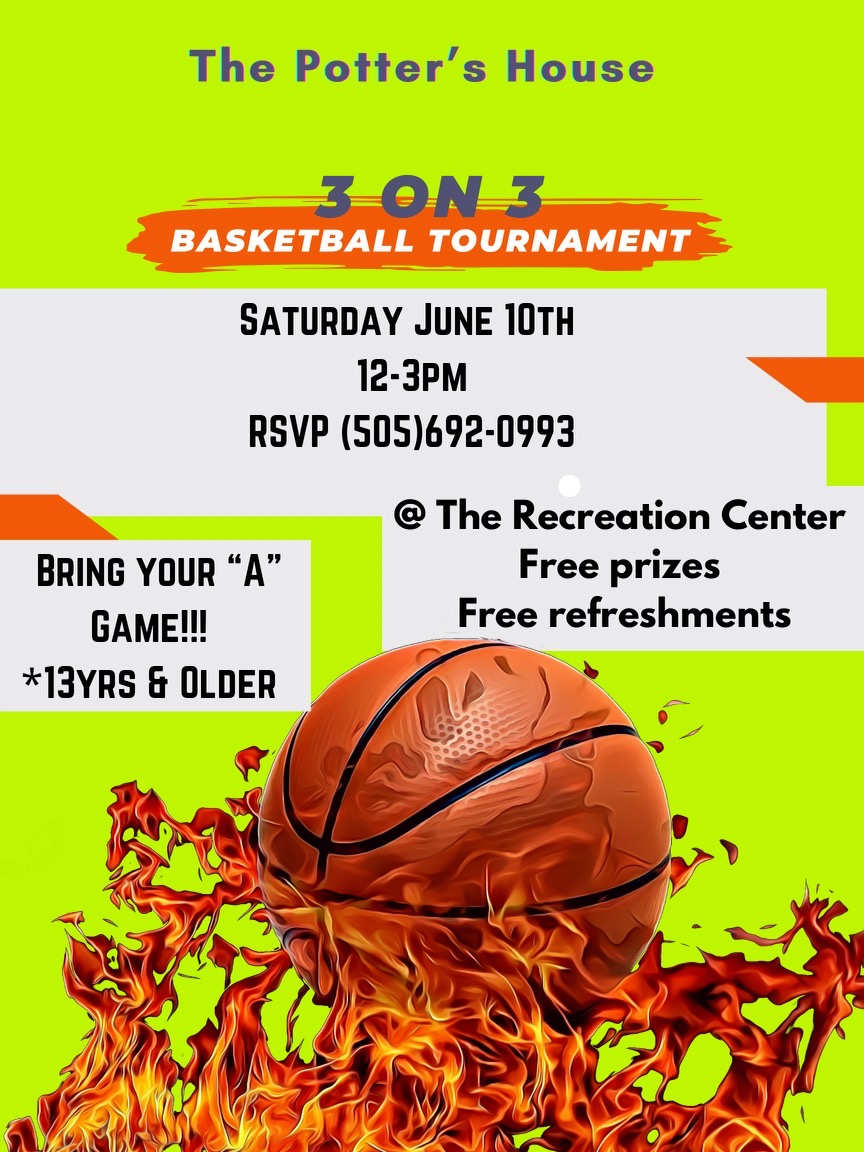 The Potter’s House
3 ON 3
BASKETBALL TOURNAMENT
Saturday June 10th
12-3pm
RSVP (505)692-0993
@ The Recreation Center
Free prizes
Free refreshments
Bring your “A”
Game!!!
*13yrs & Older